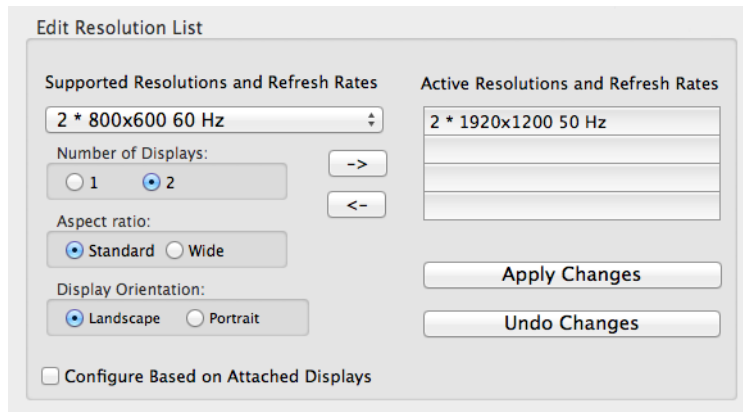 Edit Resolution List
Supported Resolutions and Refresh Rates
2 * 800x600 60 Hz
Number of Displays:
1 2
Aspect ratio:
Standard Wide
Display Orientation:
Landscape Portrait
Configure Based on Attached Displays
->
<-
Active Resolutions and Refresh Rates
2 * 1920x1200 50 Hz
Apply Changes
Undo Changes